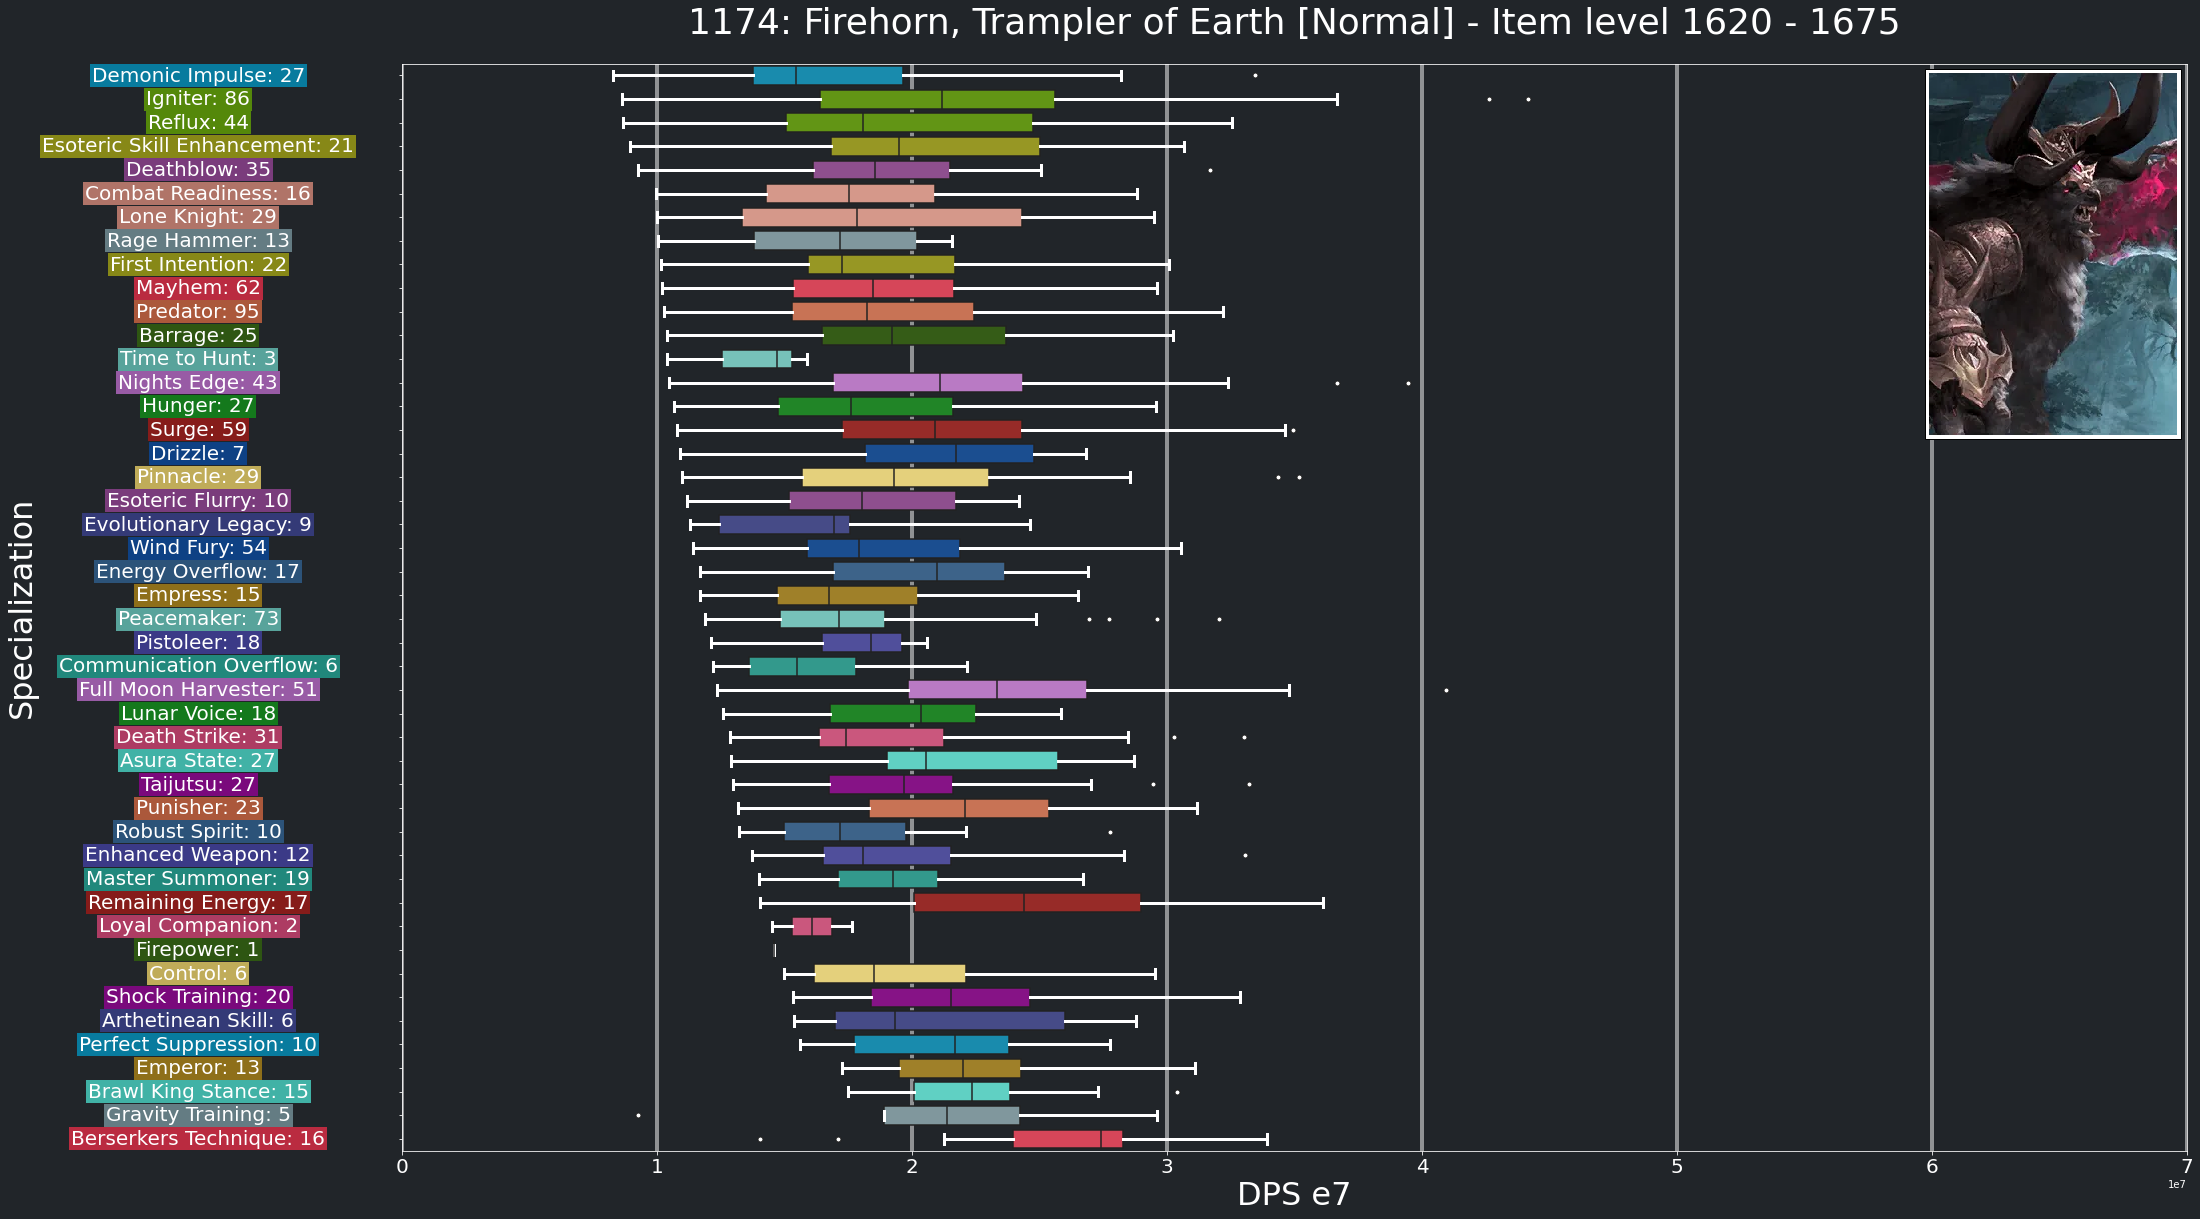 1174: Firehorn, Trampler of Earth [Normal] - Item level 1620 - 1675
Demonic Impulse: 27
Igniter: 86
Reflux: 44
Esoteric Skill Enhancement: 21
Deathblow: 35
Combat Readiness: 16
Lone Knight: 29
Rage Hammer: 13
First Intention: 22
Mayhem: 62
Predator: 95
Barrage: 25
Time to Hunt: 3
Nights Edge: 43
Hunger: 27
Surge: 59
Drizzle: 7
Pinnacle: 29
Esoteric Flurry: 10
Evolutionary Legacy: 9
Wind Fury: 54
Energy Overflow: 17
Empress: 15
Peacemaker: 73
Pistoleer: 18
Communication Overflow: 6
Full Moon Harvester: 51
Lunar Voice: 18
Death Strike: 31
Asura State: 27
Taijutsu: 27
Punisher: 23
Robust Spirit: 10
Enhanced Weapon: 12
Master Summoner: 19
Remaining Energy: 17
Loyal Companion: 2
Firepower: 1
Control: 6
Shock Training: 20
Arthetinean Skill: 6
Perfect Suppression: 10
Emperor: 13
Brawl King Stance: 15
Gravity Training: 5
Berserkers Technique: 16
Specialization
0 1 2 3 4 5 6 7
1e7
DPS e7